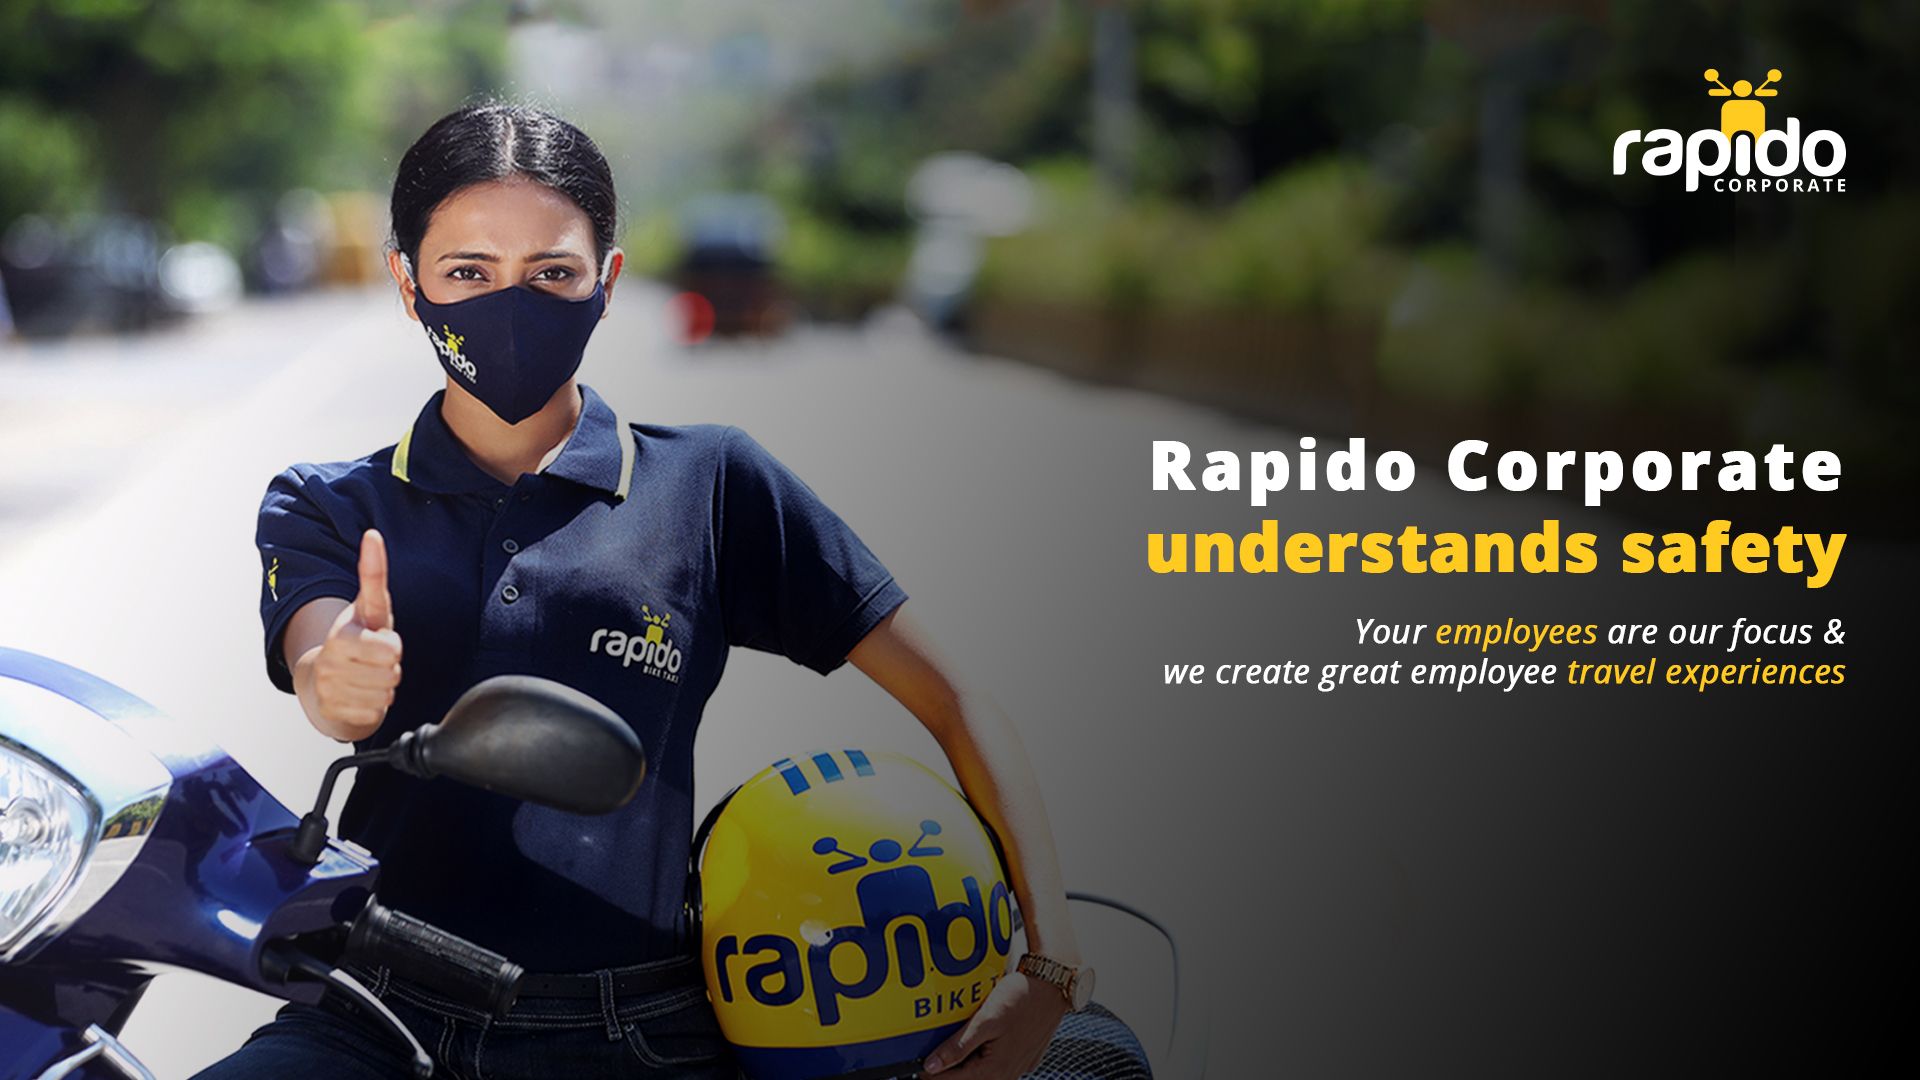 rapido
CORPORATE
rapido
Rapido Corporate
understands safety
Your employees are our focus &
we create great employee travel experiences
rapido
BIKE TAXI
rapido
BIKE